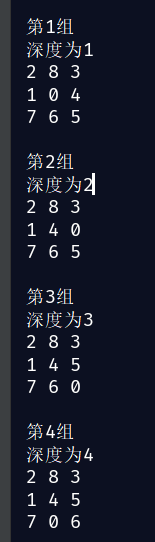 第1组
深度为1
2 8 3
1 0 4
7 6 5
第2组
深度为2
2 8 3
1 4 0
7 6 5
第3组
深度为3
2 8 3
1 4 5
7 6 0
第4组
深度为4
2 8 3
1 4 5
7 0 6